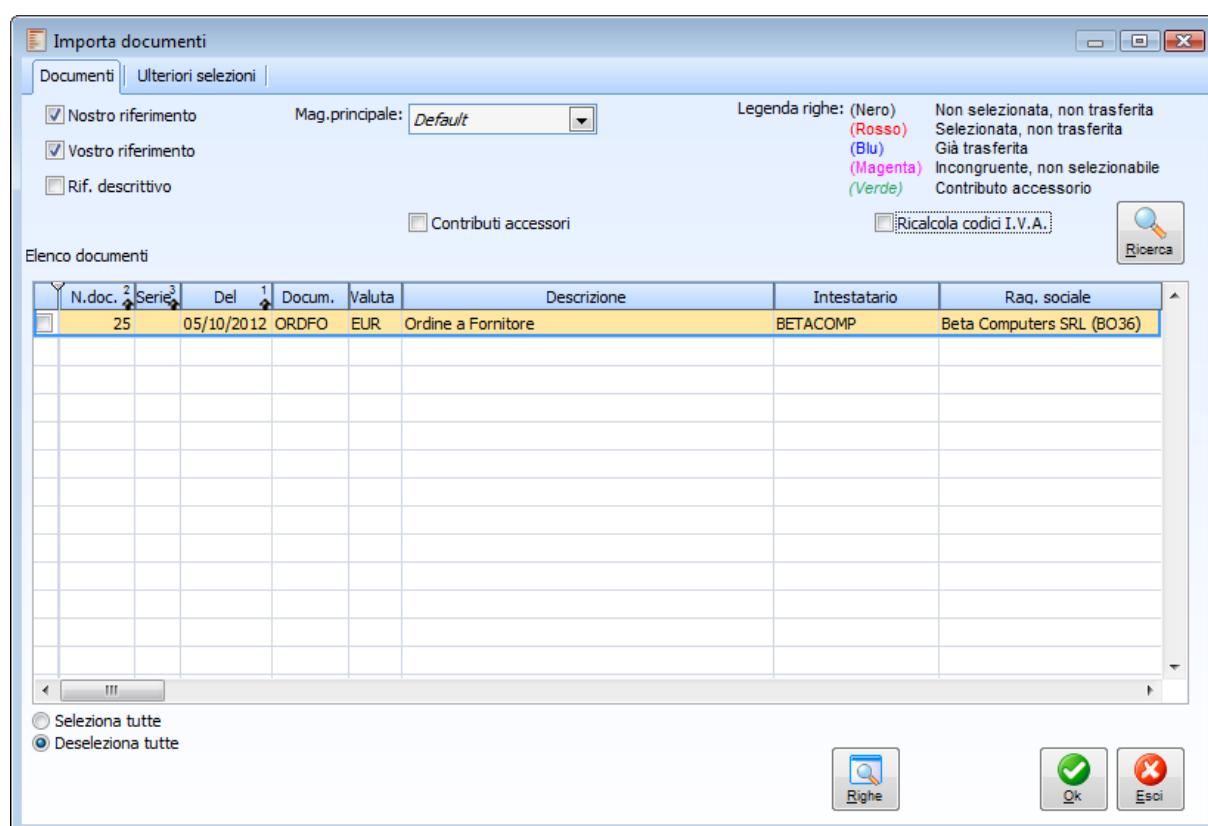 Importa documenti
Documenti Ulteriori selezioni
Nostro riferimento Mag.principale: Default Legenda righe: (Nero) Non selezionata, non trasferita
(Rosso) Selezionata, non trasferita
Vostro riferimento (Blu) Già trasferita
(Magenta) Incongruente, non selezionabile
Rif. descrittivo (Verde) Contributo accessorio
Contributi accessori Ricalcola codici I.V.A.
Ricerca
Elenco documenti
N.doc. 2 Serie 3 Del 1 Docum. Valuta Descrizione Intestatario Rag. sociale
25 05/10/2012 ORDFO EUR Ordine a Fornitore BETACOMP Beta Computers SRL (BO36)
Seleziona tutte
Deseleziona tutte
Righe Ok Esci